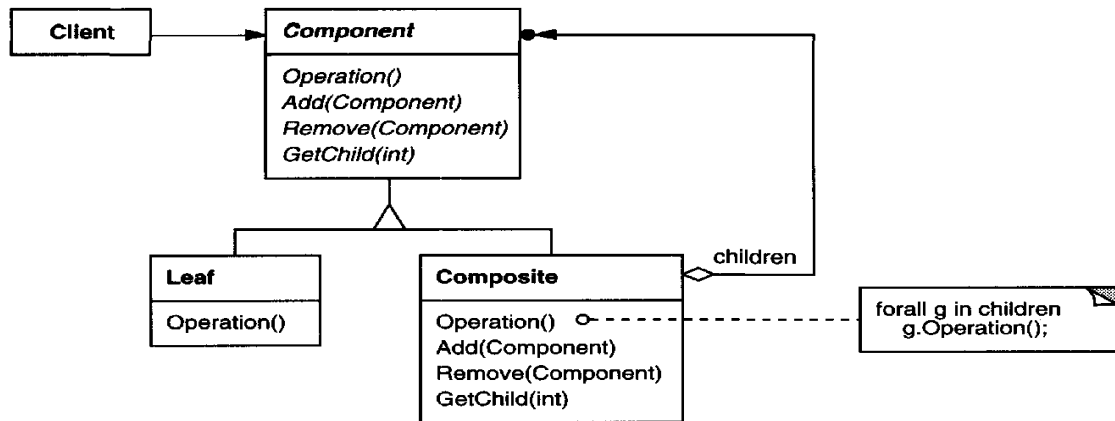 Client
Component
Operation()
Add(Component)
Remove(Component)
GetChild(int)
Leaf
Operation()
Composite
Operation()
Add(Component)
Remove(Component)
GetChild(int)
children
forall g in children
g.Operation();